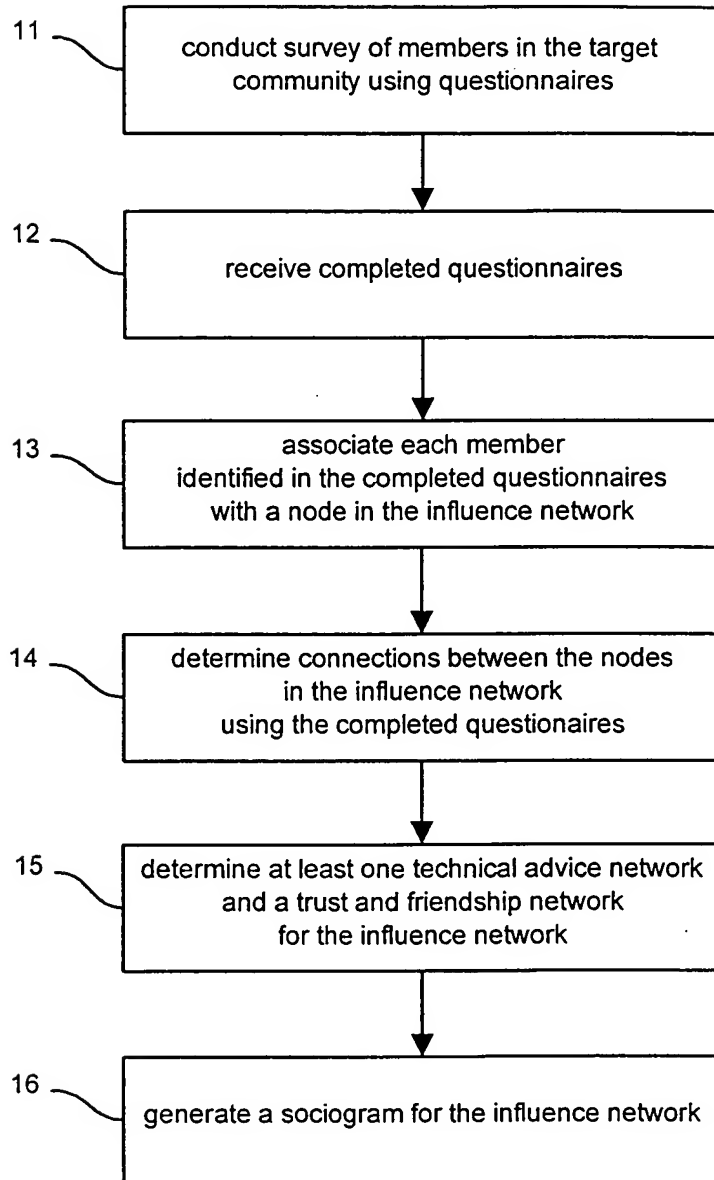 11
conduct survey of members in the target
community using questionnaires
12
receive completed questionnaires
13
associate each member
identified in the completed questionnaires
with a node in the influence network
14
determine connections between the nodes
in the influence network
using the completed questionaires
15
determine at least one technical advice network
and a trust and friendship network
for the influence network
16
generate a sociogram for the influence network